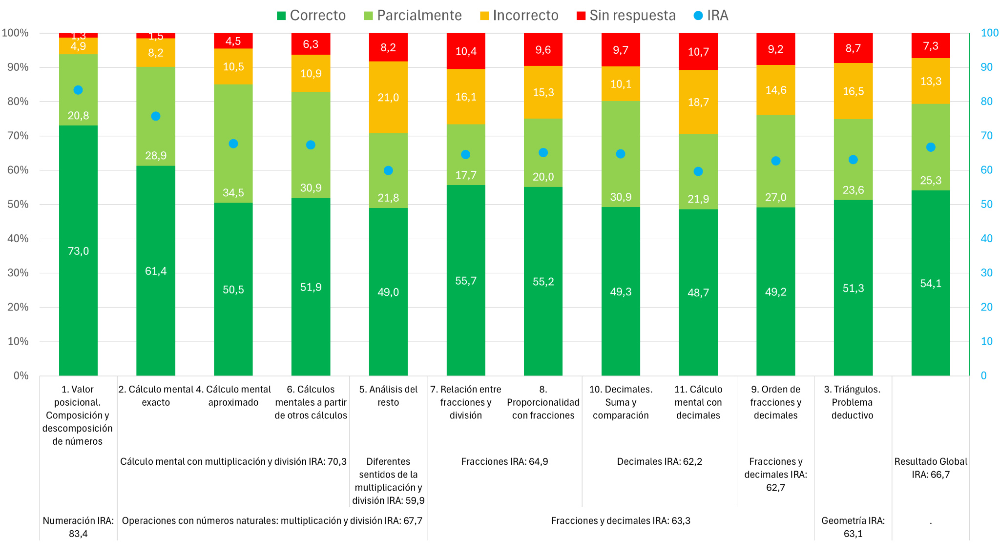 Correcto Parcialmente Incorrecto Sin respuesta IRA
100% 1,3 1,5 4,5 6,3 8,2 10,4 9,6 9,7 10,7 9,2 8,7 7,3 100
4,9 8,2 10,5 10,9 21,0 16,1 15,3 10,1 18,7 14,6 16,5 13,3
90% 90
80% 80
20,8 28,9 34,5 30,9 21,8 17,7 20,0 30,9 21,9 27,0 23,6 25,3
70% 70
60% 60
50% 50
73,0 61,4 50,5 51,9 49,0 55,7 55,2 49,3 48,7 49,2 51,3 54,1
40% 40
30% 30
20% 20
10% 10
0% 0
1. Valor
posicional.
Composición y
descomposición
de números
2. Cálculo mental
exacto
4. Cálculo mental
aproximado
6. Cálculos
mentales a partir
de otros cálculos
5. Análisis del
resto
7. Relación entre
fracciones y
división
8.
Proporcionalidad
con fracciones
10. Decimales.
Suma y
comparación
11. Cálculo
mental con
decimales
9. Orden de
fracciones y
decimales
3. Triángulos.
Problema
deductivo
Cálculo mental con multiplicación y división IRA: 70,3
Diferentes
sentidos de la
multiplicación y
división IRA: 59,9
Fracciones IRA: 64,9
Decimales IRA: 62,2
Fracciones y
decimales IRA:
62,7
Resultado Global
IRA: 66,7
Numeración IRA:
83,4
Operaciones con números naturales: multiplicación y división IRA: 67,7
Fracciones y decimales IRA: 63,3
Geometría IRA:
63,1
.